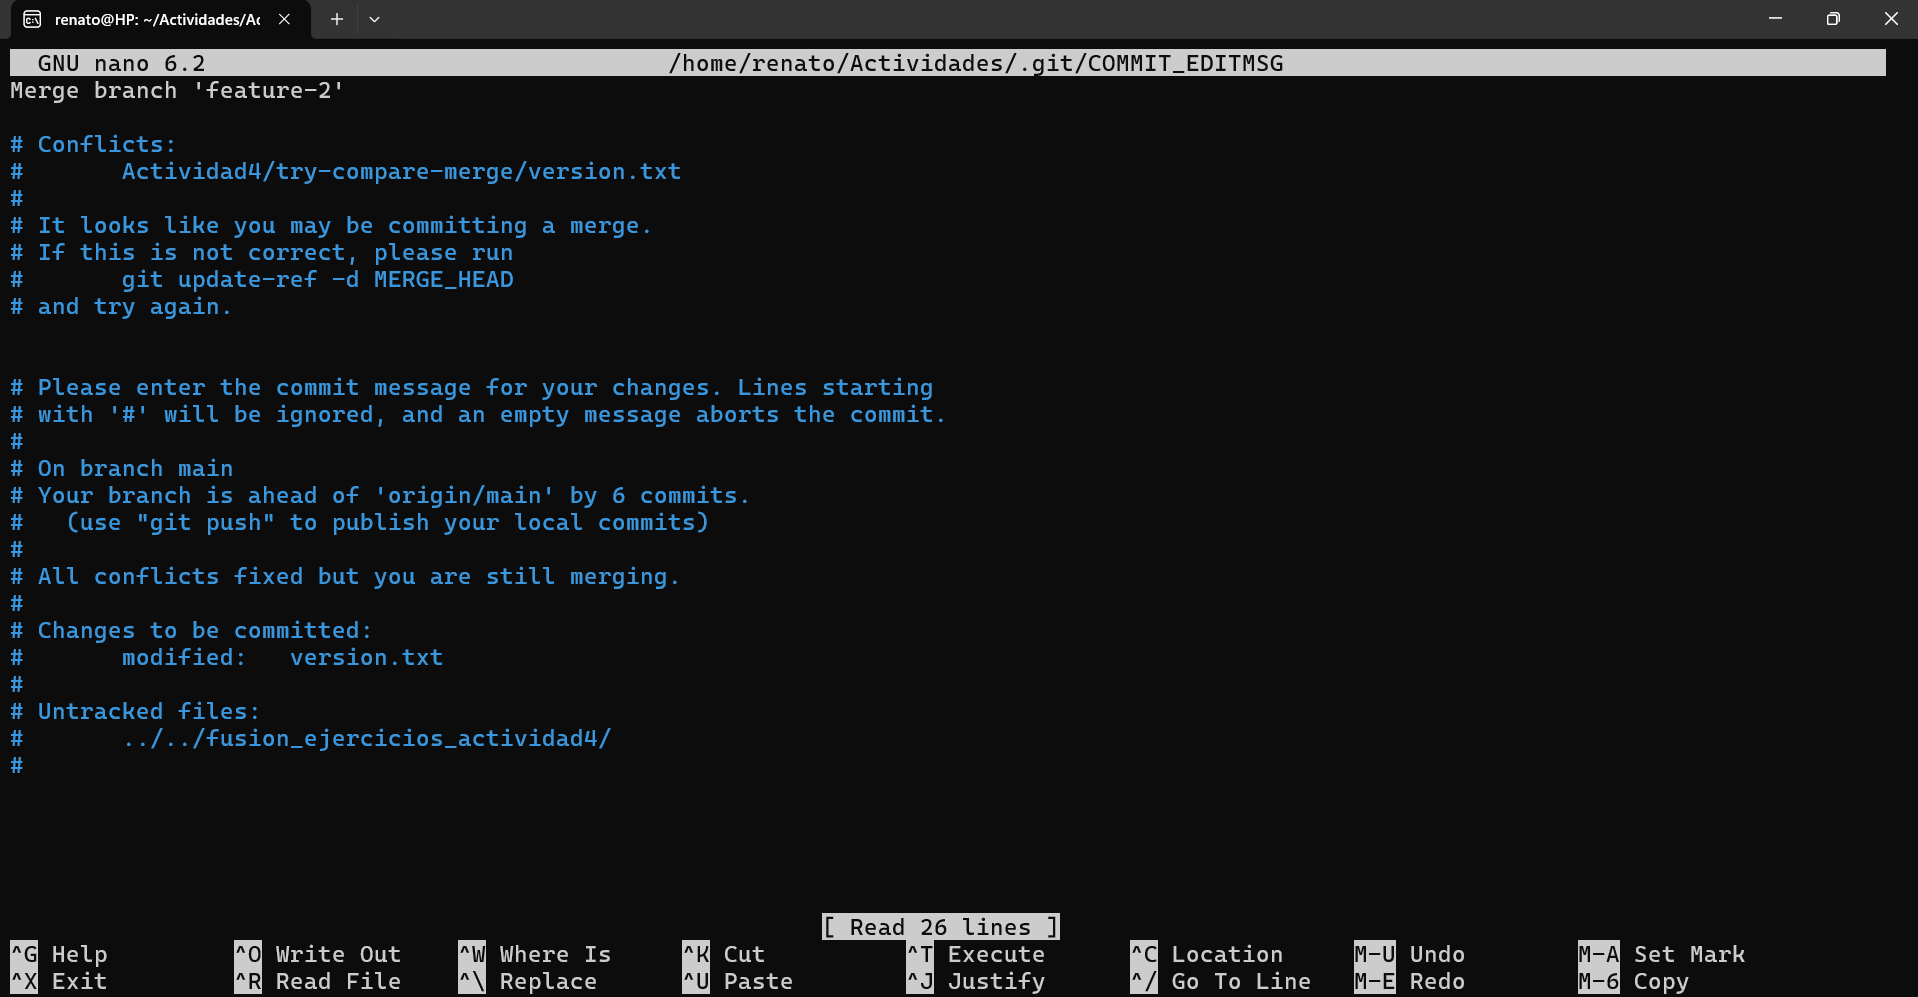 renato@HP: ~/Actividades/Ac
GNU nano 6.2 /home/renato/Actividades/.git/COMMIT_EDITMSG
Merge branch 'feature-2'
# Conflicts:
#       Actividad4/try-compare-merge/version.txt
#
# It looks like you may be committing a merge.
# If this is not correct, please run
#       git update-ref -d MERGE_HEAD
# and try again.
# Please enter the commit message for your changes. Lines starting
# with '#' will be ignored, and an empty message aborts the commit.
#
# On branch main
# Your branch is ahead of 'origin/main' by 6 commits.
#   (use "git push" to publish your local commits)
#
# All conflicts fixed but you are still merging.
#
# Changes to be committed:
#       modified:   version.txt
#
# Untracked files:
#       ../../fusion_ejercicios_actividad4/
#
[ Read 26 lines ]
^G Help ^O Write Out ^W Where Is ^K Cut ^T Execute ^C Location M-U Undo M-A Set Mark
^X Exit ^R Read File ^\ Replace ^U Paste ^J Justify ^/ Go To Line M-E Redo M-6 Copy